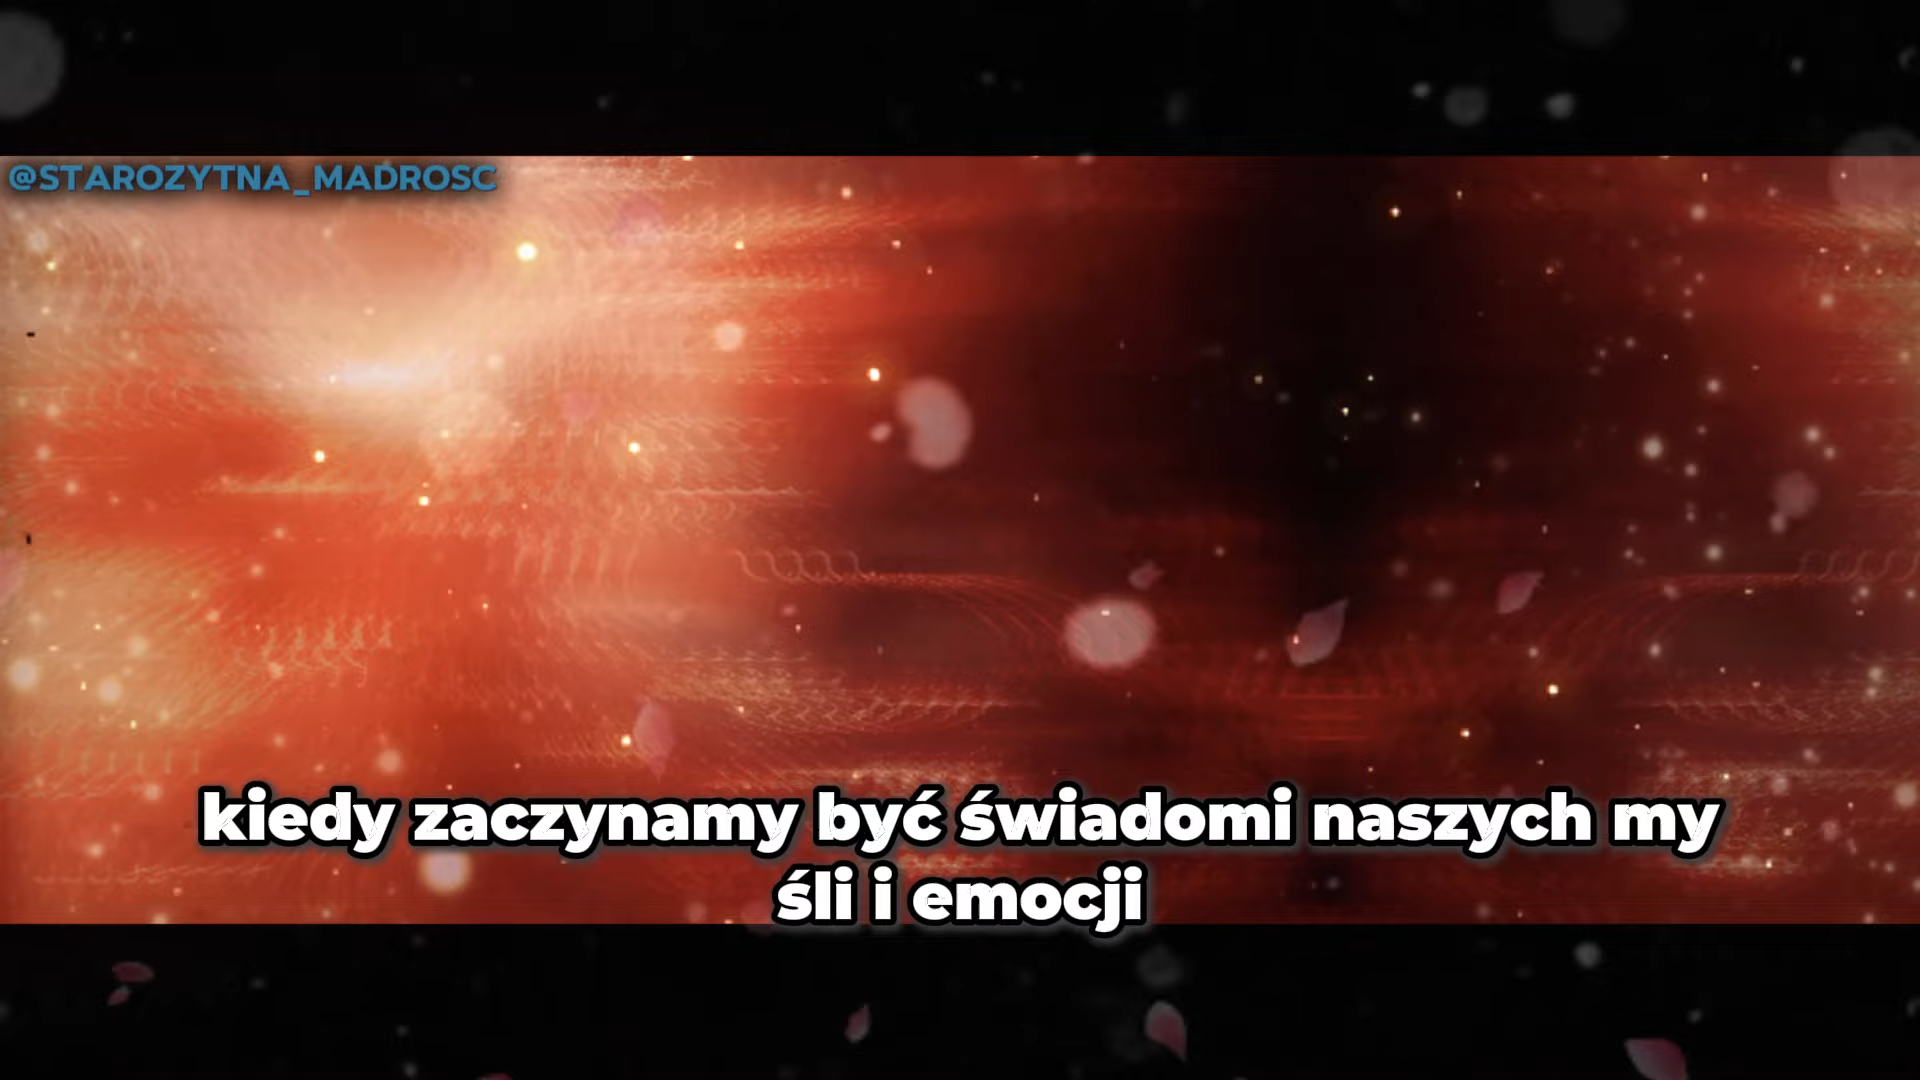 @STAROZYTNA_MADROSC
kiedy zaczynamy być świadomi naszych my
śli i emocji